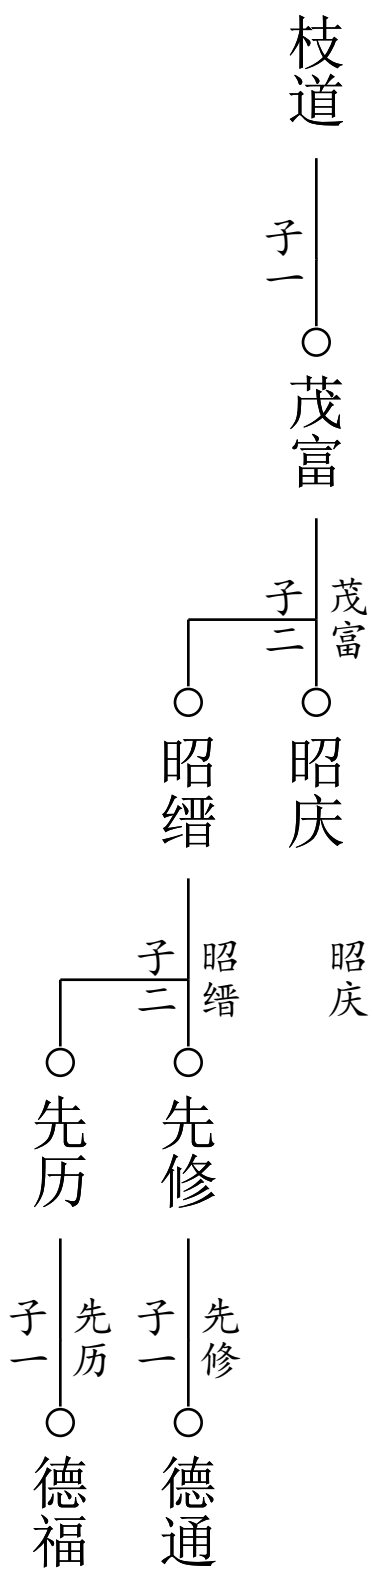 枝道
子一
茂富
茂富
子二
昭庆
昭缙
昭庆
昭缙
子二
先修
先历
先修
子一
先历
子一
德通
德福